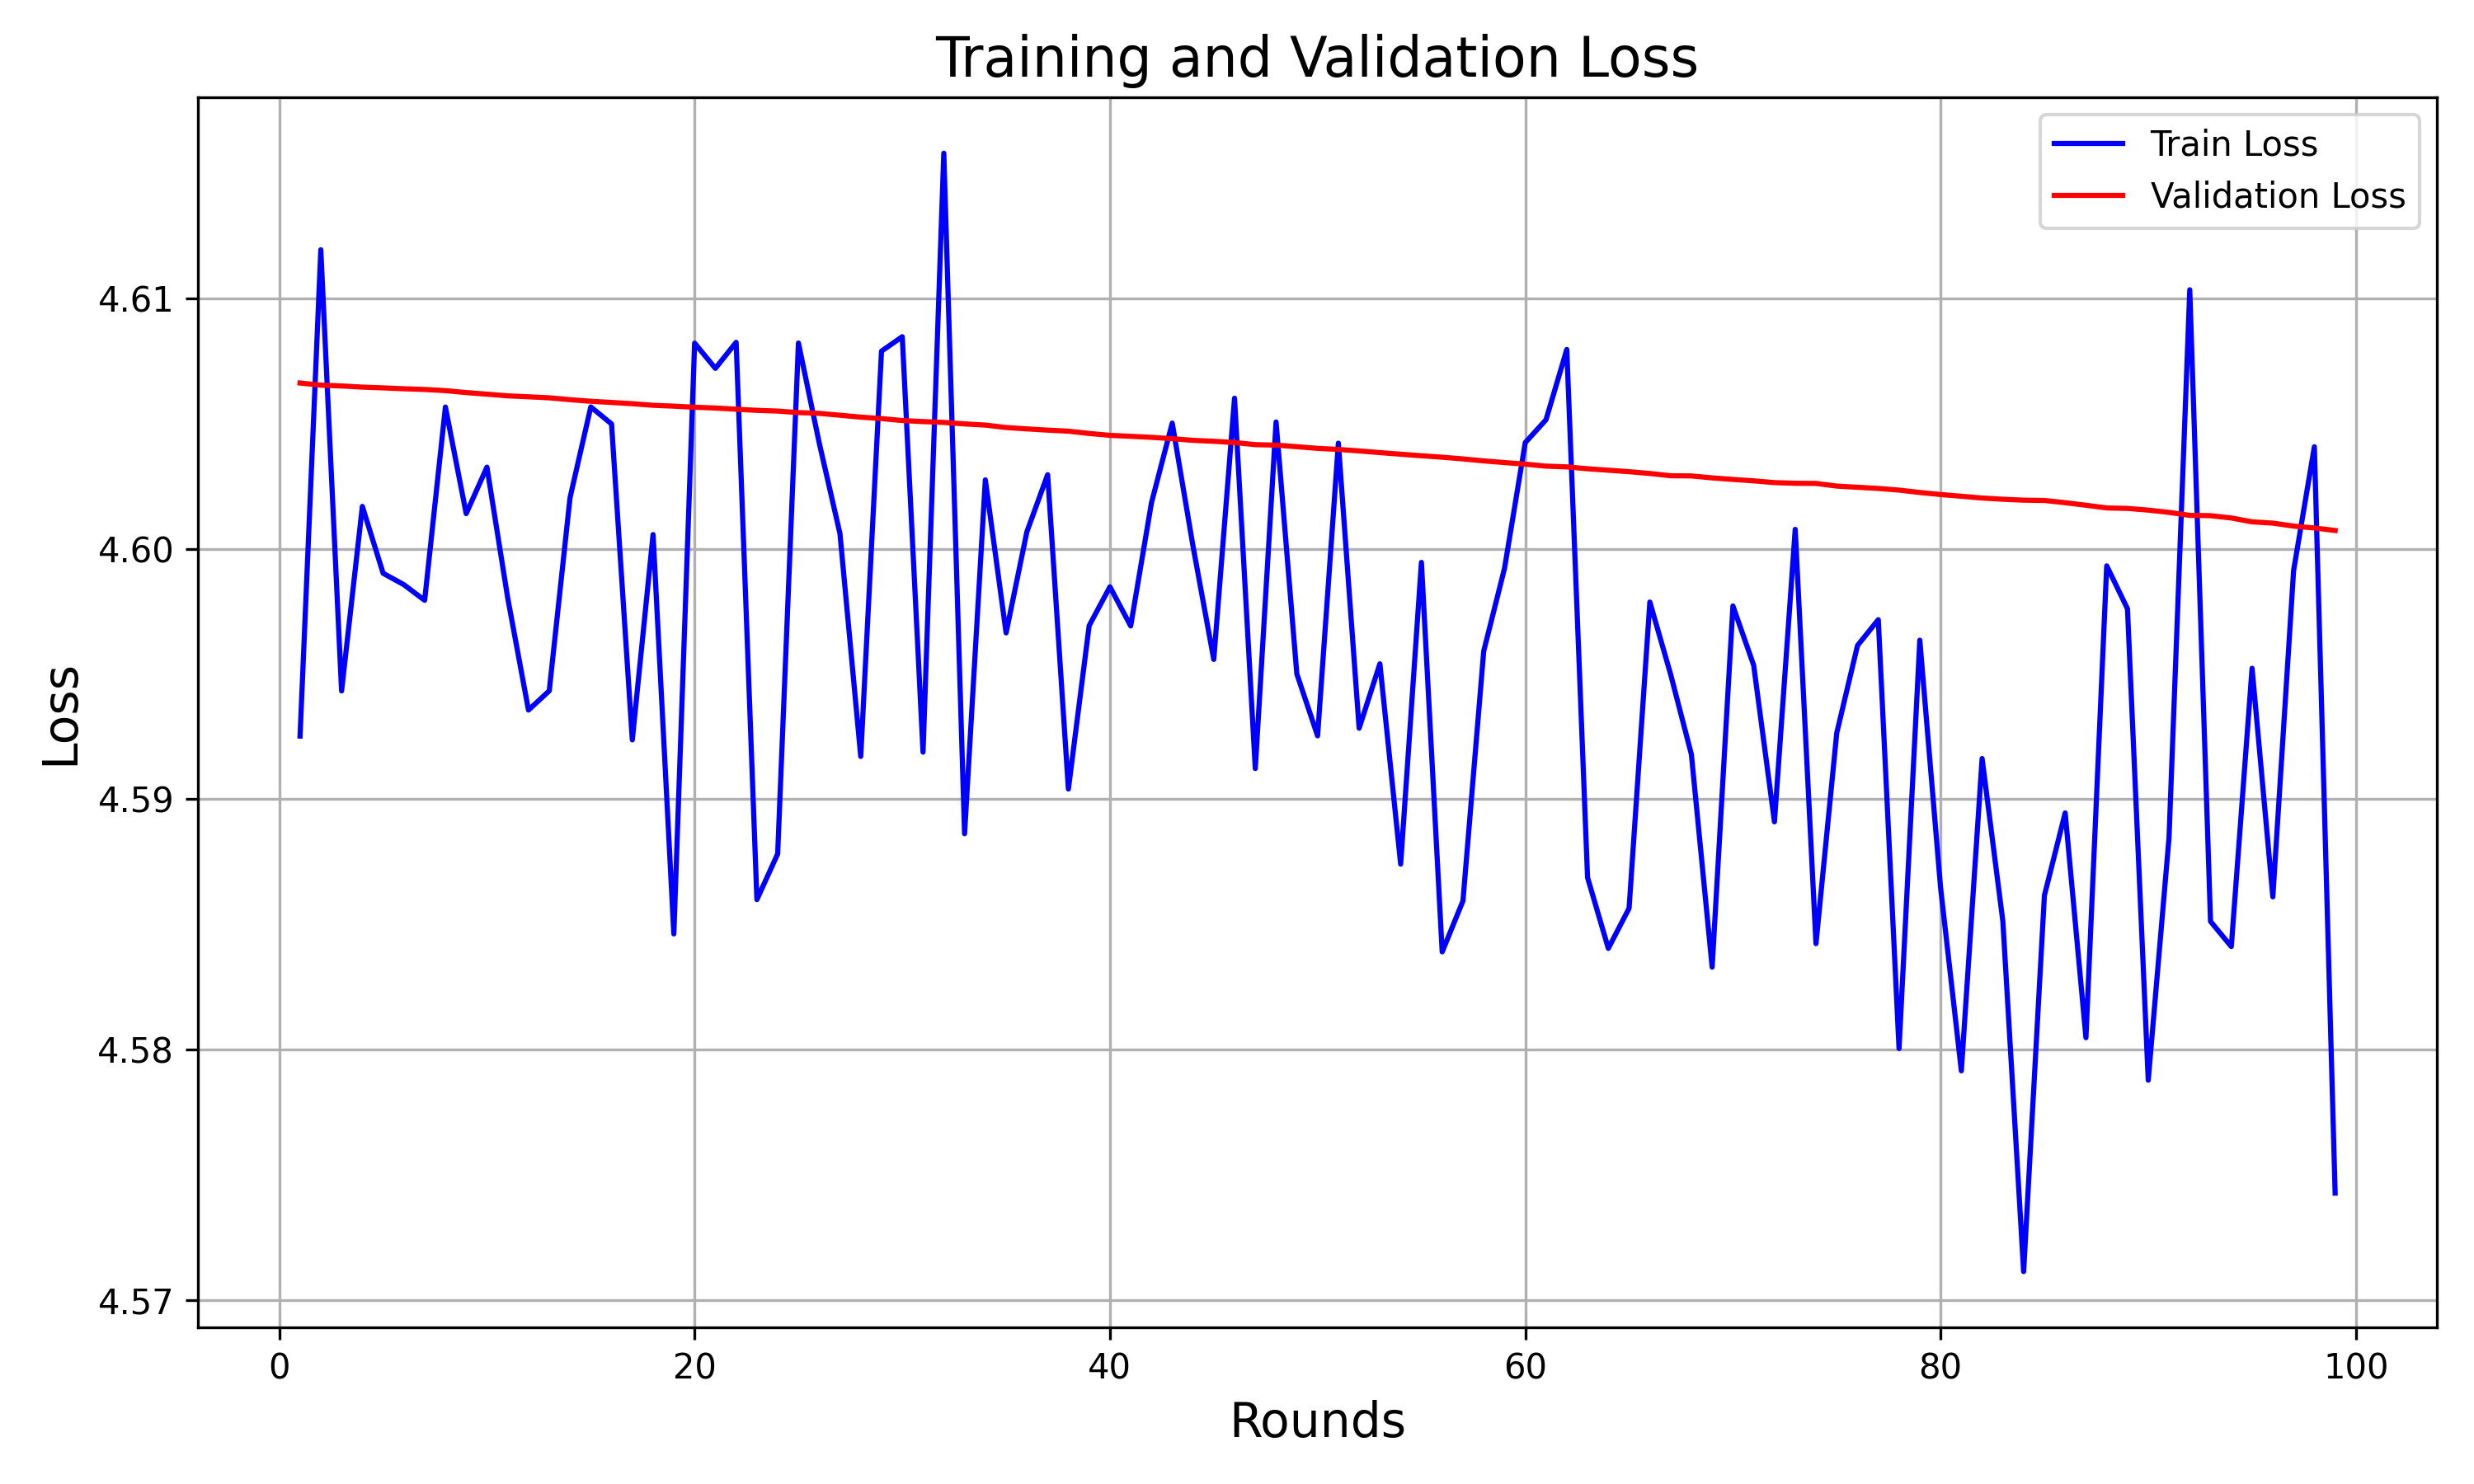 Training and Validation Loss
Train Loss
Validation Loss
4.61
4.60
4.59
4.58
4.57
Loss
0 20 40 60 80 100
Rounds